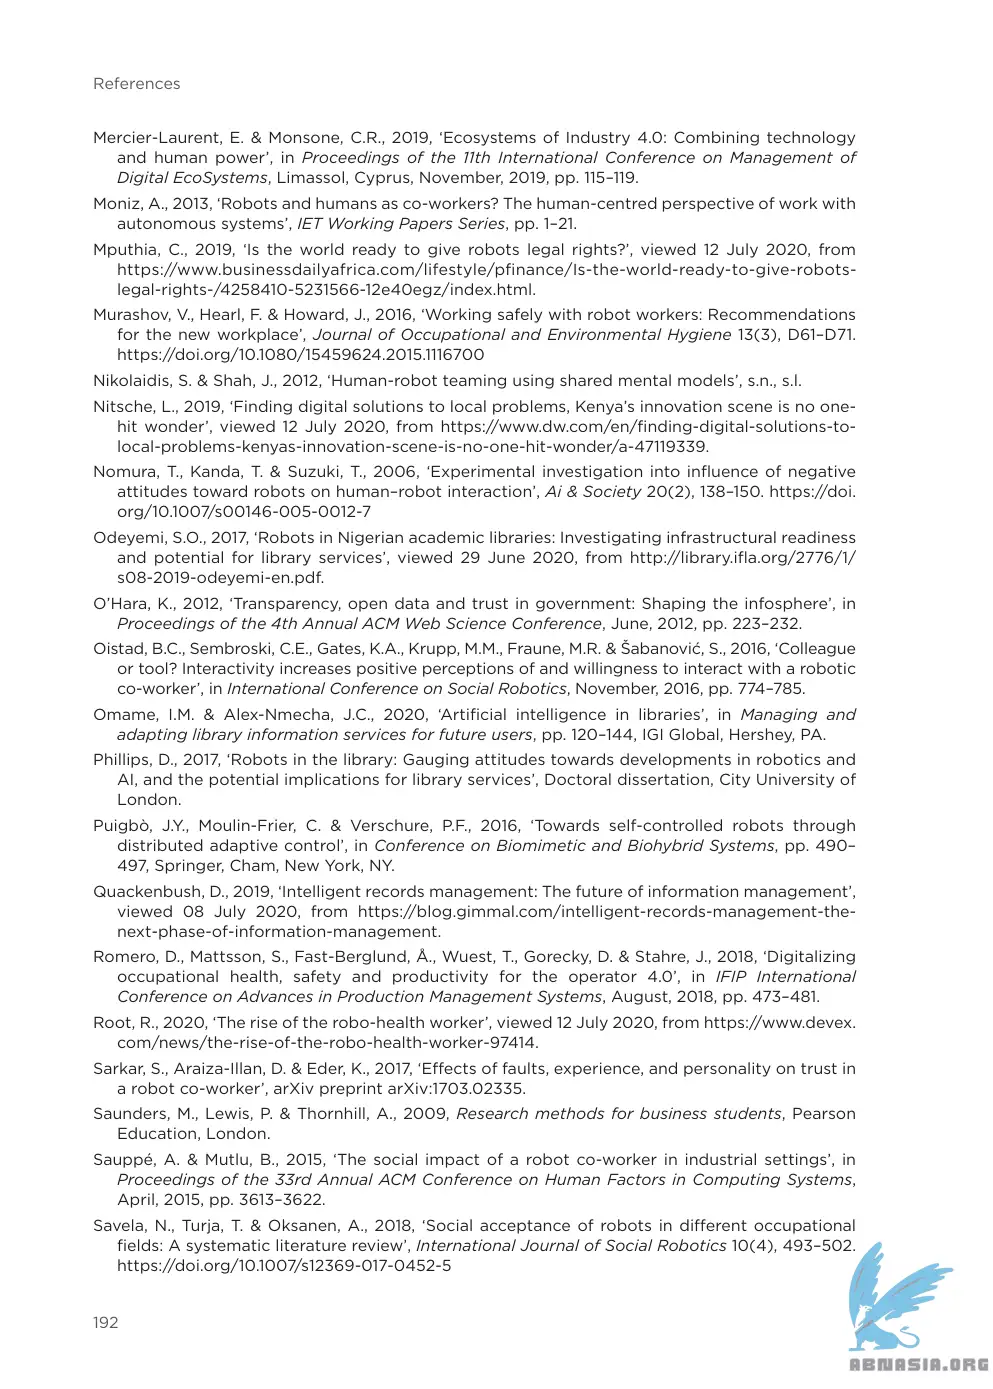 References
Mercier-Laurent, E. & Monsone, C.R., 2019, ‘Ecosystems of Industry 4.0: Combining technology
and human power’, in Proceedings of the 11th International Conference on Management of
Digital EcoSystems, Limassol, Cyprus, November, 2019, pp. 115–119.
Moniz, A., 2013, ‘Robots and humans as co-workers? The human-centred perspective of work with
autonomous systems’, IET Working Papers Series, pp. 1–21.
Mputhia, C., 2019, ‘Is the world ready to give robots legal rights?’, viewed 12 July 2020, from
https://www.businessdailyafrica.com/lifestyle/pfinance/Is-the-world-ready-to-give-robots-
legal-rights-/4258410-5231566-12e40egz/index.html.
Murashov, V., Hearl, F. & Howard, J., 2016, ‘Working safely with robot workers: Recommendations
for the new workplace’, Journal of Occupational and Environmental Hygiene 13(3), D61–D71.
https://doi.org/10.1080/15459624.2015.1116700
Nikolaidis, S. & Shah, J., 2012, ‘Human-robot teaming using shared mental models’, s.n., s.l.
Nitsche, L., 2019, ‘Finding digital solutions to local problems, Kenya’s innovation scene is no one-
hit wonder’, viewed 12 July 2020, from https://www.dw.com/en/finding-digital-solutions-to-
local-problems-kenyas-innovation-scene-is-no-one-hit-wonder/a-47119339.
Nomura, T., Kanda, T. & Suzuki, T., 2006, ‘Experimental investigation into influence of negative
attitudes toward robots on human–robot interaction’, Ai & Society 20(2), 138–150. https://doi.
org/10.1007/s00146-005-0012-7
Odeyemi, S.O., 2017, ‘Robots in Nigerian academic libraries: Investigating infrastructural readiness
and potential for library services’, viewed 29 June 2020, from http://library.ifla.org/2776/1/
s08-2019-odeyemi-en.pdf.
O’Hara, K., 2012, ‘Transparency, open data and trust in government: Shaping the infosphere’, in
Proceedings of the 4th Annual ACM Web Science Conference, June, 2012, pp. 223–232.
Oistad, B.C., Sembroski, C.E., Gates, K.A., Krupp, M.M., Fraune, M.R. & Šabanović, S., 2016, ‘Colleague
or tool? Interactivity increases positive perceptions of and willingness to interact with a robotic
co-worker’, in International Conference on Social Robotics, November, 2016, pp. 774–785.
Omame, I.M. & Alex-Nmecha, J.C., 2020, ‘Artificial intelligence in libraries’, in Managing and
adapting library information services for future users, pp. 120–144, IGI Global, Hershey, PA.
Phillips, D., 2017, ‘Robots in the library: Gauging attitudes towards developments in robotics and
AI, and the potential implications for library services’, Doctoral dissertation, City University of
London.
Puigbò, J.Y., Moulin-Frier, C. & Verschure, P.F., 2016, ‘Towards self-controlled robots through
distributed adaptive control’, in Conference on Biomimetic and Biohybrid Systems, pp. 490–
497, Springer, Cham, New York, NY.
Quackenbush, D., 2019, ‘Intelligent records management: The future of information management’,
viewed 08 July 2020, from https://blog.gimmal.com/intelligent-records-management-the-
next-phase-of-information-management.
Romero, D., Mattsson, S., Fast-Berglund, Å., Wuest, T., Gorecky, D. & Stahre, J., 2018, ‘Digitalizing
occupational health, safety and productivity for the operator 4.0’, in IFIP International
Conference on Advances in Production Management Systems, August, 2018, pp. 473–481.
Root, R., 2020, ‘The rise of the robo-health worker’, viewed 12 July 2020, from https://www.devex.
com/news/the-rise-of-the-robo-health-worker-97414.
Sarkar, S., Araiza-Illan, D. & Eder, K., 2017, ‘Effects of faults, experience, and personality on trust in
a robot co-worker’, arXiv preprint arXiv:1703.02335.
Saunders, M., Lewis, P. & Thornhill, A., 2009, Research methods for business students, Pearson
Education, London.
Sauppé, A. & Mutlu, B., 2015, ‘The social impact of a robot co-worker in industrial settings’, in
Proceedings of the 33rd Annual ACM Conference on Human Factors in Computing Systems,
April, 2015, pp. 3613–3622.
Savela, N., Turja, T. & Oksanen, A., 2018, ‘Social acceptance of robots in different occupational
fields: A systematic literature review’, International Journal of Social Robotics 10(4), 493–502.
https://doi.org/10.1007/s12369-017-0452-5
192
ABNASIA.ORG